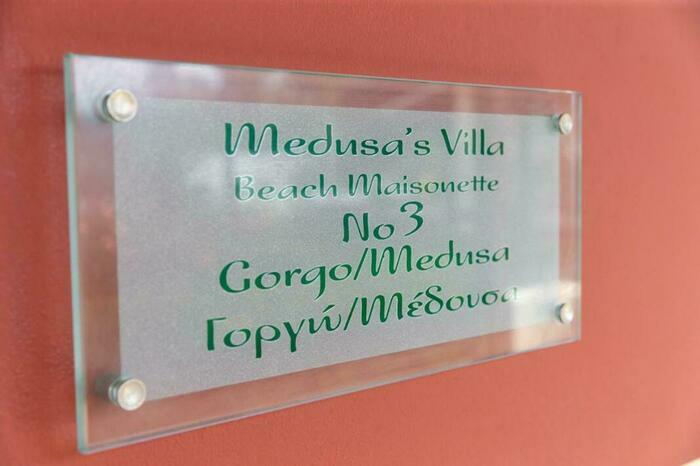 Medusa's Villa
Beach Maisonette
No 3
Gorgo/Medusa
Γοργώ/Μέδουσα